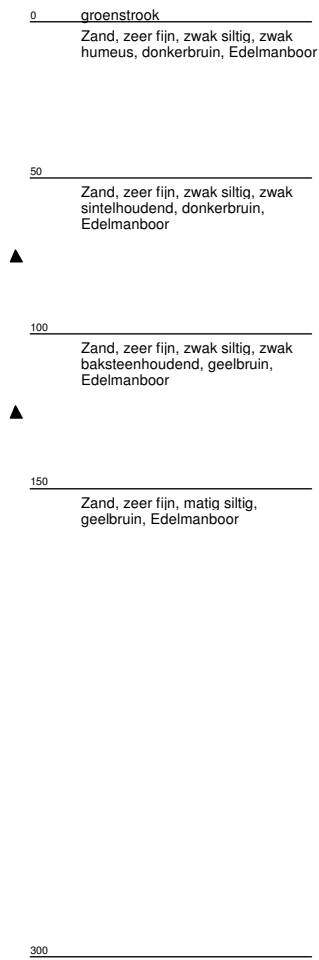 0 groenstrook
Zand, zeer fijn, zwak siltig, zwak
humeus, donkerbruin, Edelmanboor
50
Zand, zeer fijn, zwak siltig, zwak
sintelhoudend, donkerbruin,
Edelmanboor
100
Zand, zeer fijn, zwak siltig, zwak
baksteenhoudend, geelbruin,
Edelmanboor
150
Zand, zeer fijn, matig siltig,
geelbruin, Edelmanboor
300